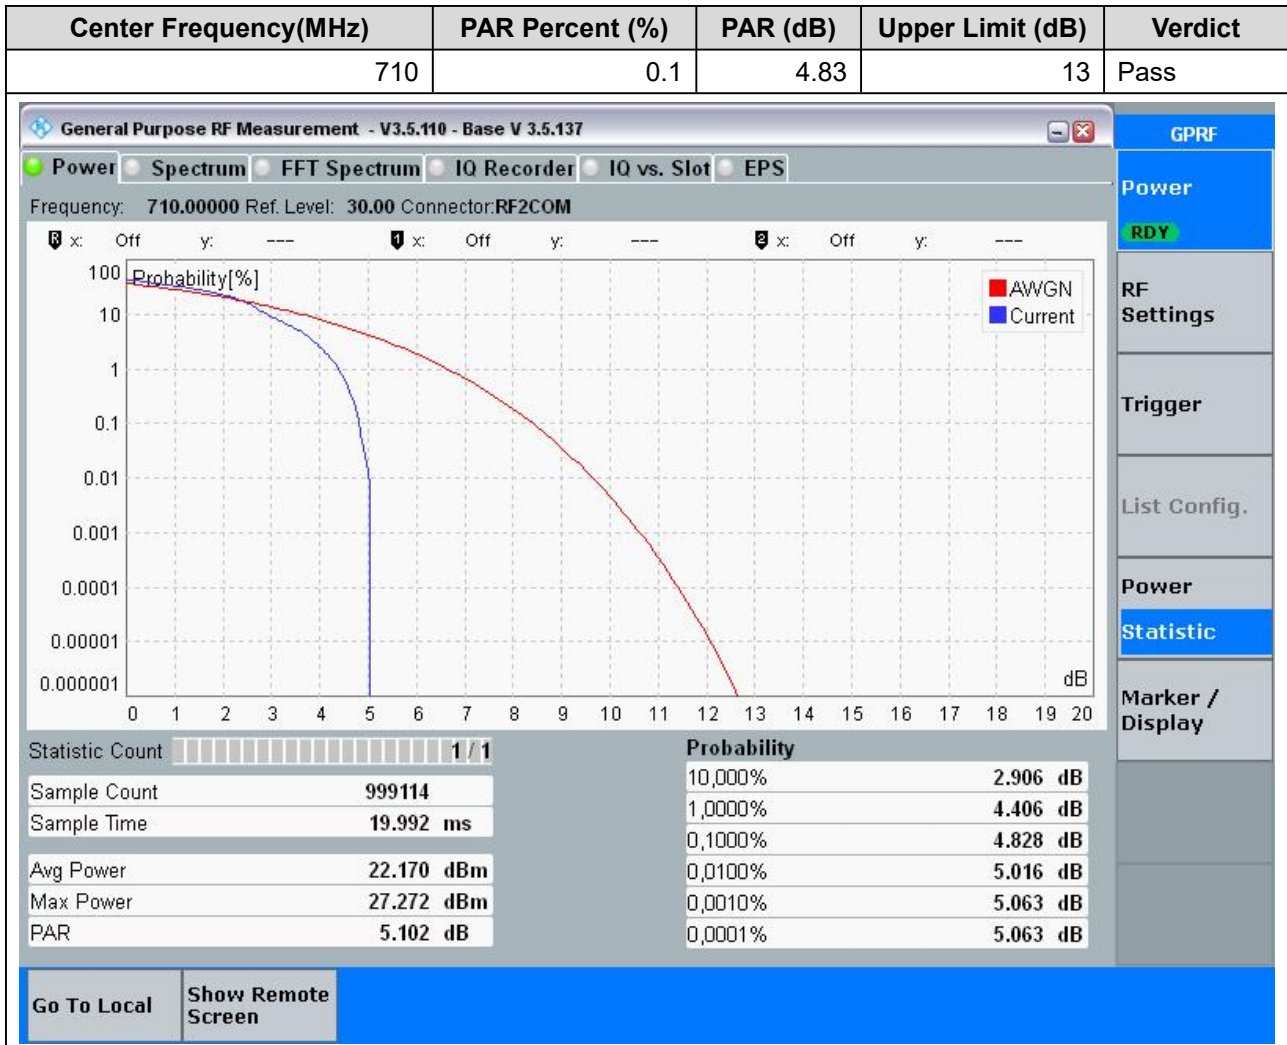 Center Frequency(MHz) PAR Percent (%) PAR (dB) Upper Limit (dB) Verdict
710 0.1 4.83 13 Pass
General Purpose RF Measurement - V3.5.110 - Base V 3.5.137
Power Spectrum FFT Spectrum IQ Recorder IQ vs. Slot EPS
Frequency: 710.00000 Ref. Level: 30.00 Connector:RF2COM
R x: Off y: --- 1 x: Off y: --- 2 x: Off y: ---
Probability[%]
AWGN
Current
100
10
1
0.1
0.01
0.001
0.0001
0.00001
0.000001
dB
0 1 2 3 4 5 6 7 8 9 10 11 12 13 14 15 16 17 18 19 20
Statistic Count 1 / 1
Sample Count 999114
Sample Time 19.992 ms
Avg Power 22.170 dBm
Max Power 27.272 dBm
PAR 5.102 dB
Probability
10,000% 2.906 dB
1,0000% 4.406 dB
0,1000% 4.828 dB
0,0100% 5.016 dB
0,0010% 5.063 dB
0,0001% 5.063 dB
GPRF
Power
RDY
RF
Settings
Trigger
List Config.
Power
Statistic
Marker /
Display
Go To Local
Show Remote
Screen